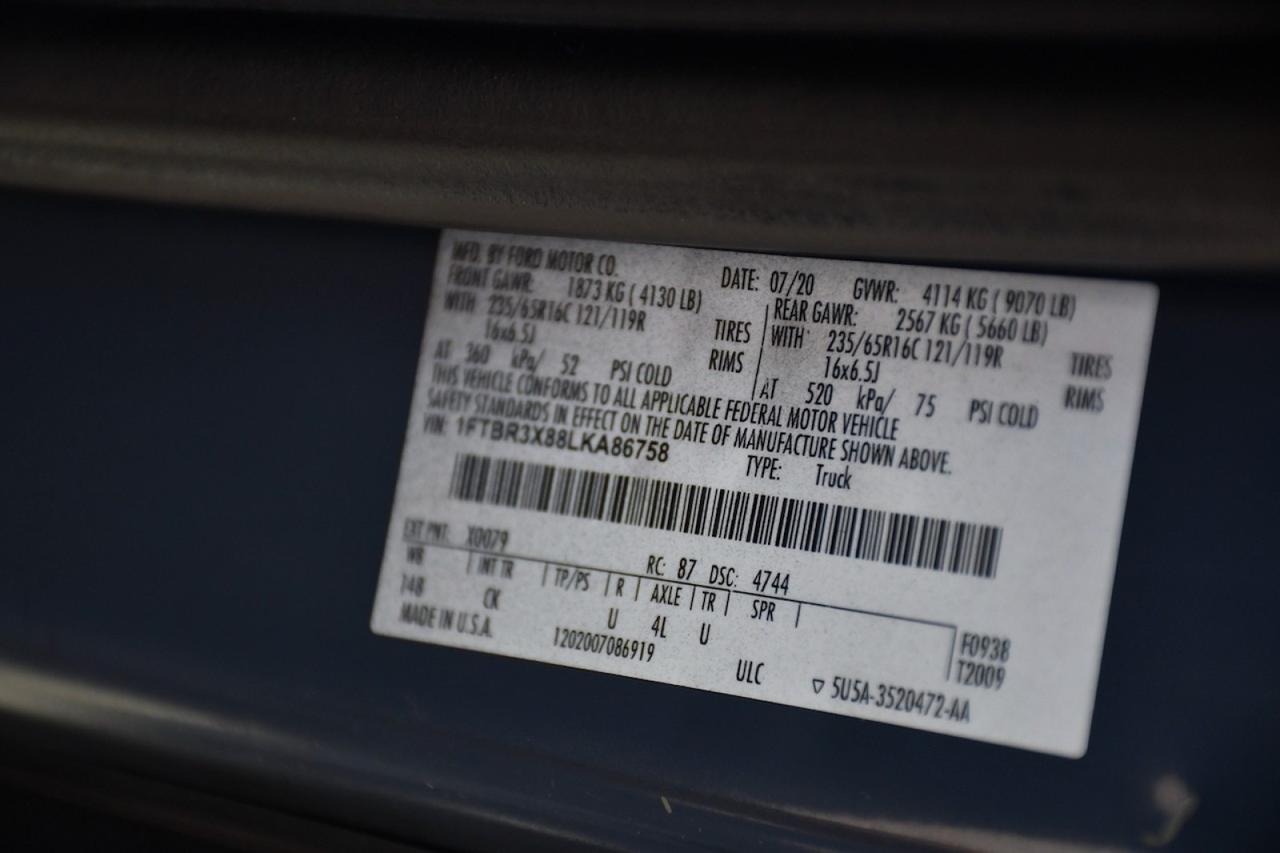 MFD. BY FORD MOTOR CO. DATE: 07/20 GVWR: 4114 KG ( 9070 LB)
FRONT GAWR: 1873 KG ( 4130 LB) REAR GAWR: 2567 KG ( 5660 LB)
WITH 235/65R16C 121/119R TIRES WITH 235/65R16C 121/119R TIRES
16x6.5J RIMS 16x6.5J RIMS
AT 360 kPa/ 52 PSI COLD AT 520 kPa/ 75 PSI COLD
THIS VEHICLE CONFORMS TO ALL APPLICABLE FEDERAL MOTOR VEHICLE
SAFETY STANDARDS IN EFFECT ON THE DATE OF MANUFACTURE SHOWN ABOVE.
VIN: 1FTBR3X88LKA86758 TYPE: Truck
EXT PNT: X0079 RC: 87 DSC: 4744
WB INT TR TP/PS R AXLE TR SPR F0938
148 CK U 4L U T2009
MADE IN U.S.A. 1202007086919 ULC ▽ 5U5A-3520472-AA